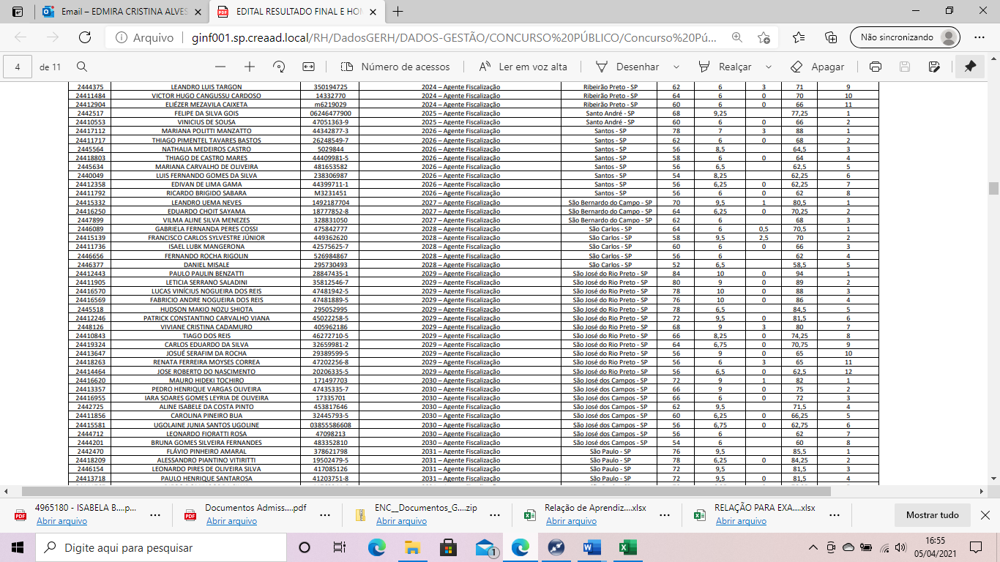 Email – EDMIRA CRISTINA ALVES
EDITAL RESULTADO FINAL E HOM
Arquivo ginf001.sp.creaad.local/RH/DadosGERH/DADOS-GESTÃO/CONCURSO%20PÚBLICO/Concurso%20Pú... Não sincronizando
4 de 11 Número de acessos Ler em voz alta Desenhar Realçar Apagar
2444375 LEANDRO LUIS TARGON 350194725 2024 – Agente Fiscalização Ribeirão Preto - SP 62 6 3 71 9
24411484 VICTOR HUGO CANGUSSU CARDOSO 14332770 2024 – Agente Fiscalização Ribeirão Preto - SP 64 6 0 70 10
24412904 ELIÉZER MEZAVILA CAIXETA m6219029 2024 – Agente Fiscalização Ribeirão Preto - SP 60 6 0 66 11
2442517 FELIPE DA SILVA GOIS 06246477900 2025 – Agente Fiscalização Santo André - SP 68 9,25 77,25 1
24410553 VINICIUS DE SOUSA 47051363-9 2025 – Agente Fiscalização Santo André - SP 60 6 0 66 2
24417112 MARIANA POLITTI MANZATTO 44342877-3 2026 – Agente Fiscalização Santos - SP 78 7 3 88 1
24411717 THIAGO PIMENTEL TAVARES BASTOS 26248549-7 2026 – Agente Fiscalização Santos - SP 62 6 0 68 2
2445564 NATHALIA MEDEIROS CASTRO 5029844 2026 – Agente Fiscalização Santos - SP 56 8,5 64,5 3
24418803 THIAGO DE CASTRO MARES 44409981-5 2026 – Agente Fiscalização Santos - SP 58 6 0 64 4
2445634 MARIANA CARVALHO DE OLIVEIRA 481653582 2026 – Agente Fiscalização Santos - SP 56 6,5 62,5 5
2440049 LUIS FERNANDO GOMES DA SILVA 238306987 2026 – Agente Fiscalização Santos - SP 54 8,25 62,25 6
24412358 EDIVAN DE LIMA GAMA 44399711-1 2026 – Agente Fiscalização Santos - SP 56 6,25 0 62,25 7
24411792 RICARDO BRIGIDO SABARA M3231451 2026 – Agente Fiscalização Santos - SP 56 6 0 62 8
24415332 LEANDRO UEMA NEVES 1492187704 2027 – Agente Fiscalização São Bernardo do Campo - SP 70 9,5 1 80,5 1
24416250 EDUARDO CHOIT SAYAMA 18777852-8 2027 – Agente Fiscalização São Bernardo do Campo - SP 64 6,25 0 70,25 2
2447899 VILMA ALINE SILVA MENEZES 328831050 2027 – Agente Fiscalização São Bernardo do Campo - SP 62 6 68 3
2446089 GABRIELA FERNANDA PERES COSSI 475842777 2028 – Agente Fiscalização São Carlos - SP 64 6 0,5 70,5 1
24415139 FRANCISCO CARLOS SYLVESTRE JÚNIOR 449362620 2028 – Agente Fiscalização São Carlos - SP 58 9,5 2,5 70 2
24411736 ISAEL LUBK MANGERONA 42575625-7 2028 – Agente Fiscalização São Carlos - SP 60 6 0 66 3
2446656 FERNANDO ROCHA RIGOLIN 526984867 2028 – Agente Fiscalização São Carlos - SP 56 6 62 4
2446377 DANIEL MISALE 295730493 2028 – Agente Fiscalização São Carlos - SP 52 6,5 58,5 5
24412443 PAULO PAULIN BENZATTI 28847435-1 2029 – Agente Fiscalização São José do Rio Preto - SP 84 10 0 94 1
24411905 LETICIA SERRANO SALADINI 35812546-7 2029 – Agente Fiscalização São José do Rio Preto - SP 80 9 0 89 2
24416570 LUCAS VINÍCIUS NOGUEIRA DOS REIS 47481942-5 2029 – Agente Fiscalização São José do Rio Preto - SP 78 10 0 88 3
24416569 FABRICIO ANDRE NOGUEIRA DOS REIS 47481889-5 2029 – Agente Fiscalização São José do Rio Preto - SP 76 10 0 86 4
2445518 HUDSON MAKIO NOZU SHIOTA 295052995 2029 – Agente Fiscalização São José do Rio Preto - SP 78 6,5 84,5 5
24412246 PATRICK CONSTANTINO CARVALHO VIANA 45022258-5 2029 – Agente Fiscalização São José do Rio Preto - SP 72 9,5 0 81,5 6
2448126 VIVIANE CRISTINA CADAMURO 405962186 2029 – Agente Fiscalização São José do Rio Preto - SP 68 9 3 80 7
24410843 TIAGO DOS REIS 46272710-5 2029 – Agente Fiscalização São José do Rio Preto - SP 66 8,25 0 74,25 8
24419324 CARLOS EDUARDO DA SILVA 32659981-2 2029 – Agente Fiscalização São José do Rio Preto - SP 64 6,75 0 70,75 9
24413647 JOSUÉ SERAFIM DA ROCHA 29389599-5 2029 – Agente Fiscalização São José do Rio Preto - SP 56 9 0 65 10
24418263 RENATA FERREIRA MOYSES CORREA 47202256-8 2029 – Agente Fiscalização São José do Rio Preto - SP 56 6 3 65 11
24414464 JOSE ROBERTO DO NASCIMENTO 20206335-5 2029 – Agente Fiscalização São José do Rio Preto - SP 56 6,5 0 62,5 12
24416620 MAURO HIDEKI TOCHIRO 171497703 2030 – Agente Fiscalização São José dos Campos - SP 72 9 1 82 1
24413357 PEDRO HENRIQUE VARGAS OLIVEIRA 47435335-7 2030 – Agente Fiscalização São José dos Campos - SP 66 9 0 75 2
24416955 IARA SOARES GOMES LEYRIA DE OLIVEIRA 17335701 2030 – Agente Fiscalização São José dos Campos - SP 66 6 0 72 3
2442725 ALINE ISABELE DA COSTA PINTO 453817646 2030 – Agente Fiscalização São José dos Campos - SP 62 9,5 71,5 4
24411856 CAROLINA PINEIRO BUA 32445793-5 2030 – Agente Fiscalização São José dos Campos - SP 60 6,25 0 66,25 5
24415581 UGOLAINE JUNIA SANTOS UGOLINE 03855586608 2030 – Agente Fiscalização São José dos Campos - SP 56 6,75 0 62,75 6
2444712 LEONARDO FIORATTI ROSA 47098213 2030 – Agente Fiscalização São José dos Campos - SP 56 6 62 7
2444201 BRUNA GOMES SILVEIRA FERNANDES 483352810 2030 – Agente Fiscalização São José dos Campos - SP 54 6 60 8
2442470 FLÁVIO PINHEIRO AMARAL 378621798 2031 – Agente Fiscalização São Paulo - SP 76 9,5 85,5 1
24418209 ALESSANDRO PIANTINO VITIRITTI 19502479-5 2031 – Agente Fiscalização São Paulo - SP 78 6,25 0 84,25 2
2446154 LEONARDO PIRES DE OLIVEIRA SILVA 417085126 2031 – Agente Fiscalização São Paulo - SP 72 9,5 81,5 3
24413718 PAULO HENRIQUE SANTAROSA 41203751-8 2031 – Agente Fiscalização São Paulo - SP 72 9,5 0 81,5 4
4965180 - ISABELA B....p... Documentos Admiss....pdf ENC__Documentos_G....zip Relação de Aprendiz....xlsx RELAÇÃO PARA EXA....xlsx
Abrir arquivo Abrir arquivo Abrir arquivo Abrir arquivo Abrir arquivo Mostrar tudo
Digite aqui para pesquisar 1 16:55
05/04/2021